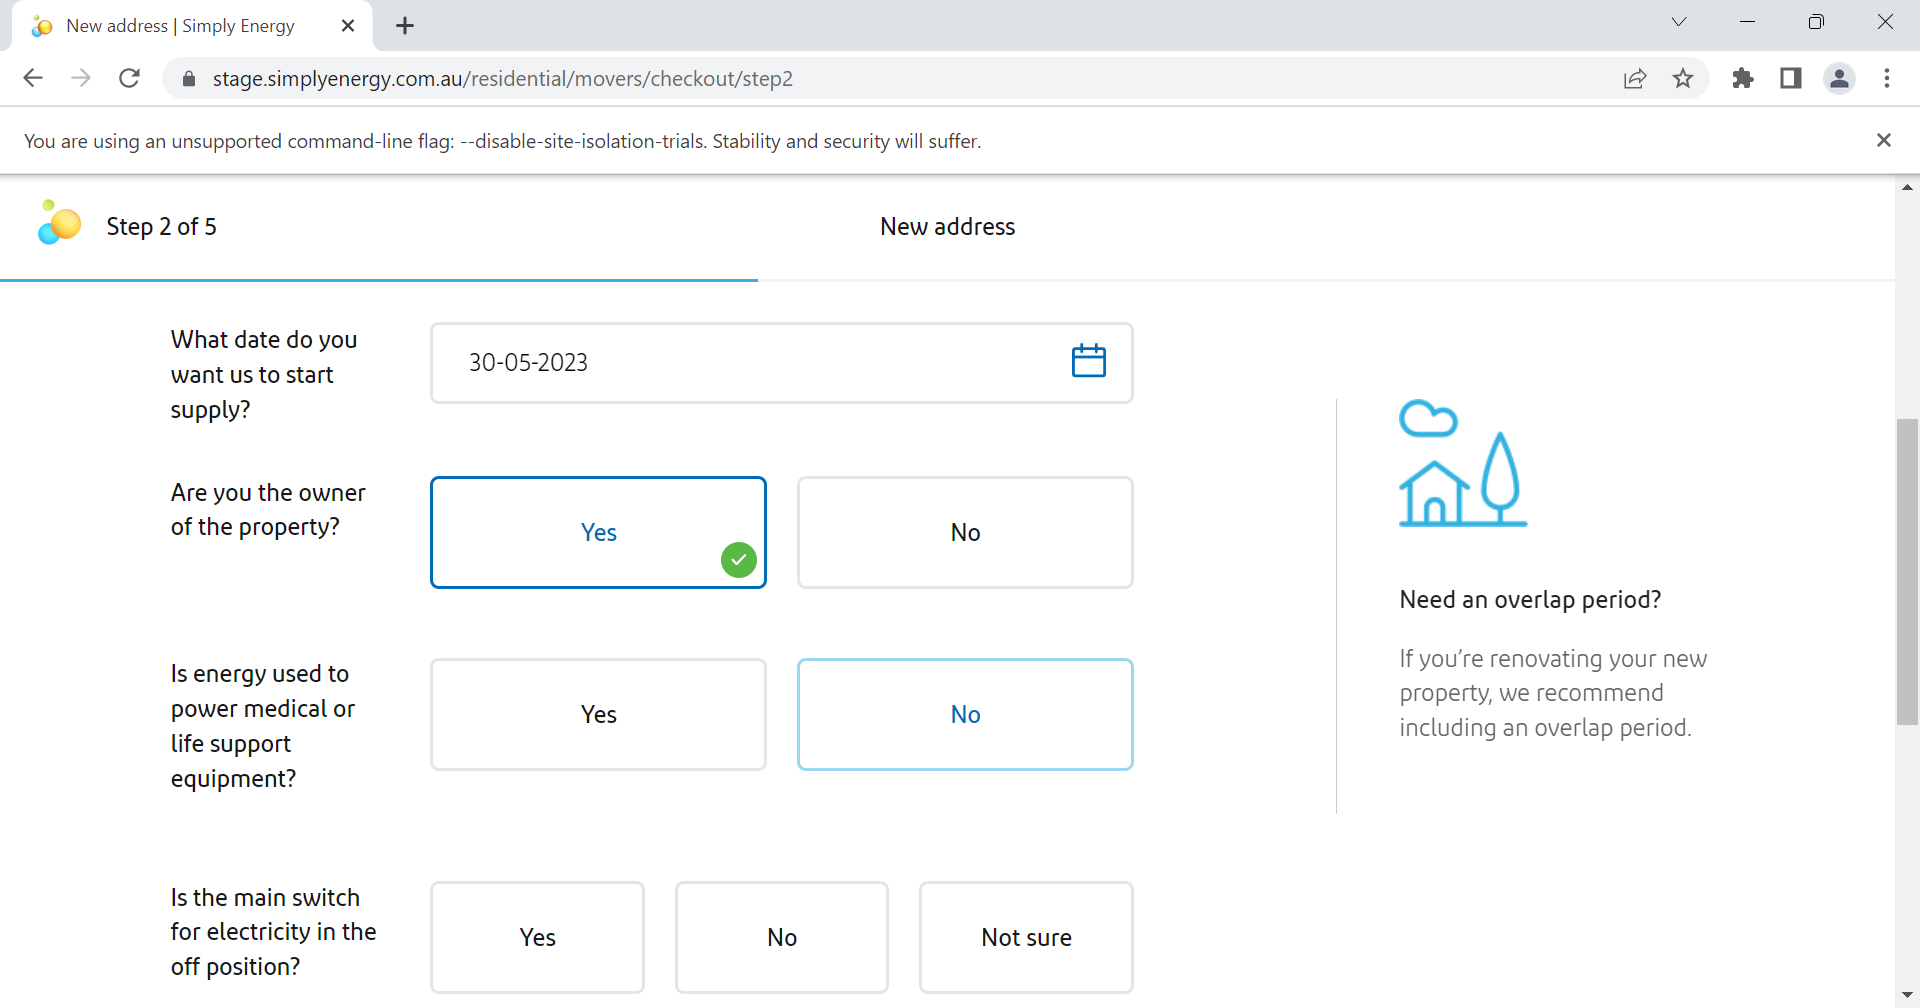 New address | Simply Energy
stage.simplyenergy.com.au/residential/movers/checkout/step2
You are using an unsupported command-line flag: --disable-site-isolation-trials. Stability and security will suffer.
Step 2 of 5
New address
What date do you
want us to start
supply?
30-05-2023
Are you the owner
of the property?
Yes
No
Is energy used to
power medical or
life support
equipment?
Yes
No
Is the main switch
for electricity in the
off position?
Yes
No
Not sure
Need an overlap period?
If you’re renovating your new
property, we recommend
including an overlap period.